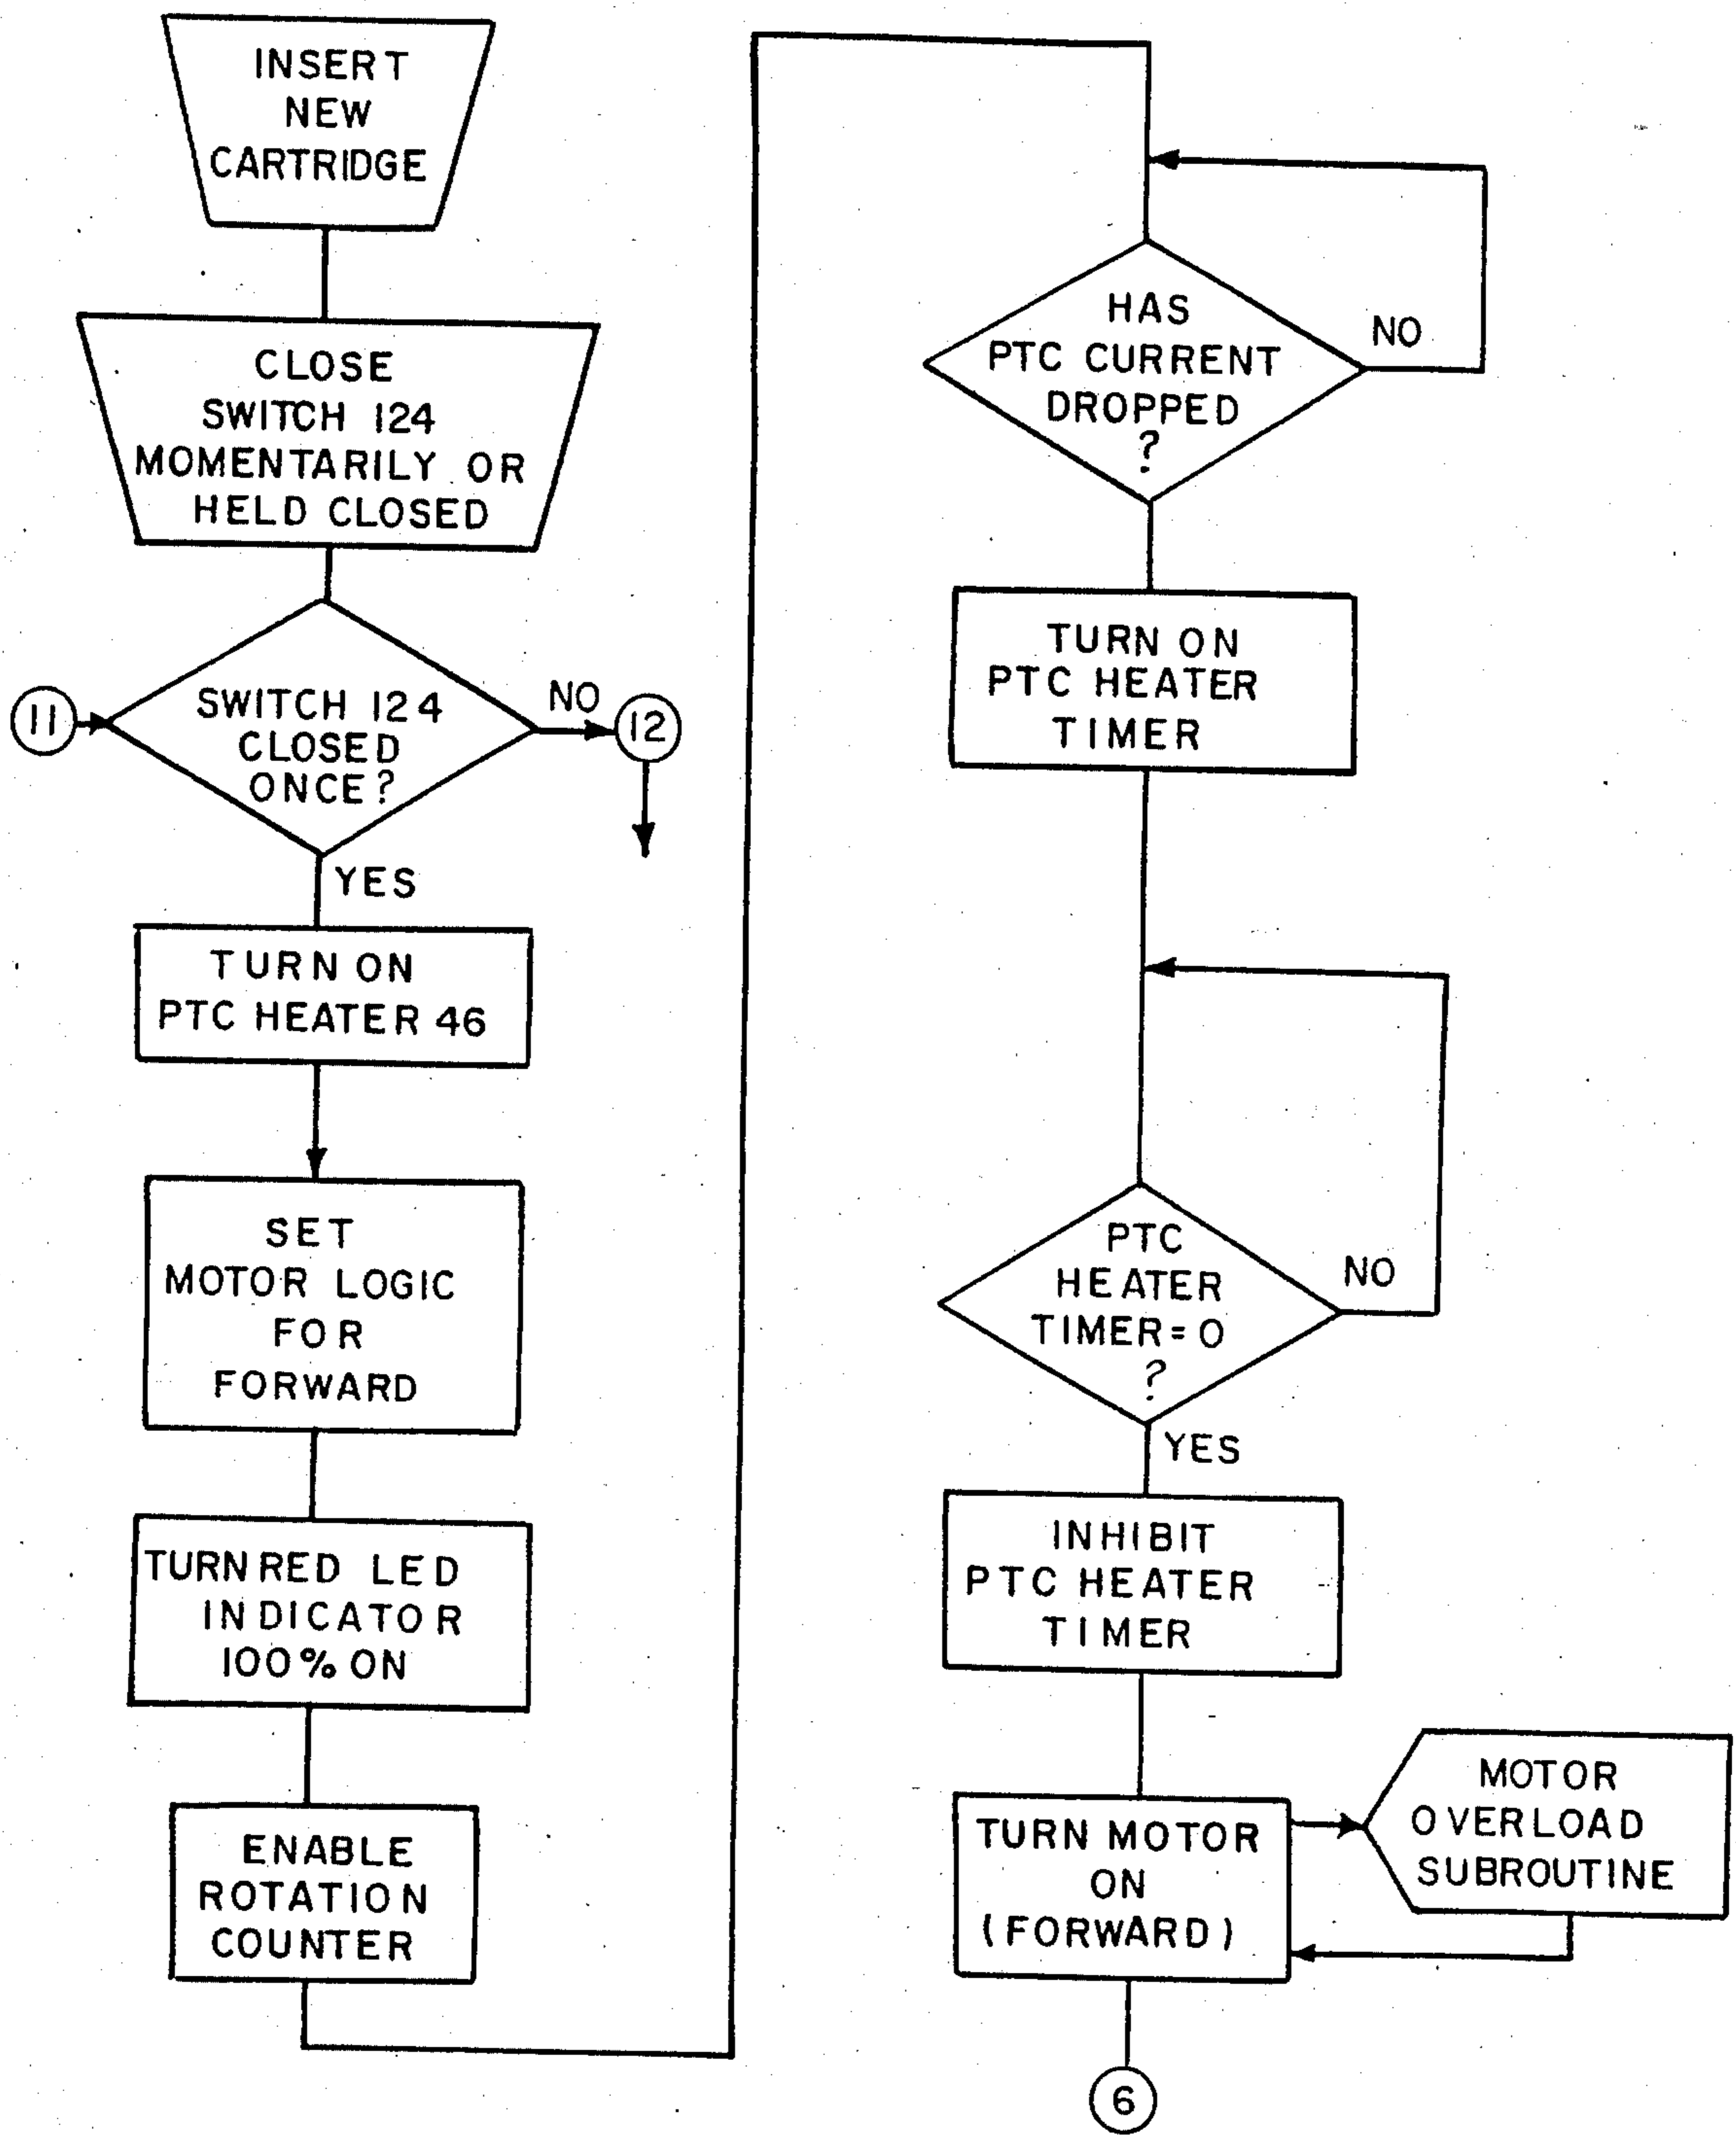 INSERT
NEW
CARTRIDGE
CLOSE
SWITCH 124
MOMENTARILY OR
HELD CLOSED
11
SWITCH 124
CLOSED
ONCE?
NO
12
YES
TURN ON
PTC HEATER 46
SET
MOTOR LOGIC
FOR
FORWARD
TURN RED LED
INDICATOR
100% ON
ENABLE
ROTATION
COUNTER
HAS
PTC CURRENT
DROPPED
?
NO
TURN ON
PTC HEATER
TIMER
PTC
HEATER
TIMER=0
?
NO
YES
INHIBIT
PTC HEATER
TIMER
TURN MOTOR
ON
(FORWARD)
MOTOR
OVERLOAD
SUBROUTINE
6